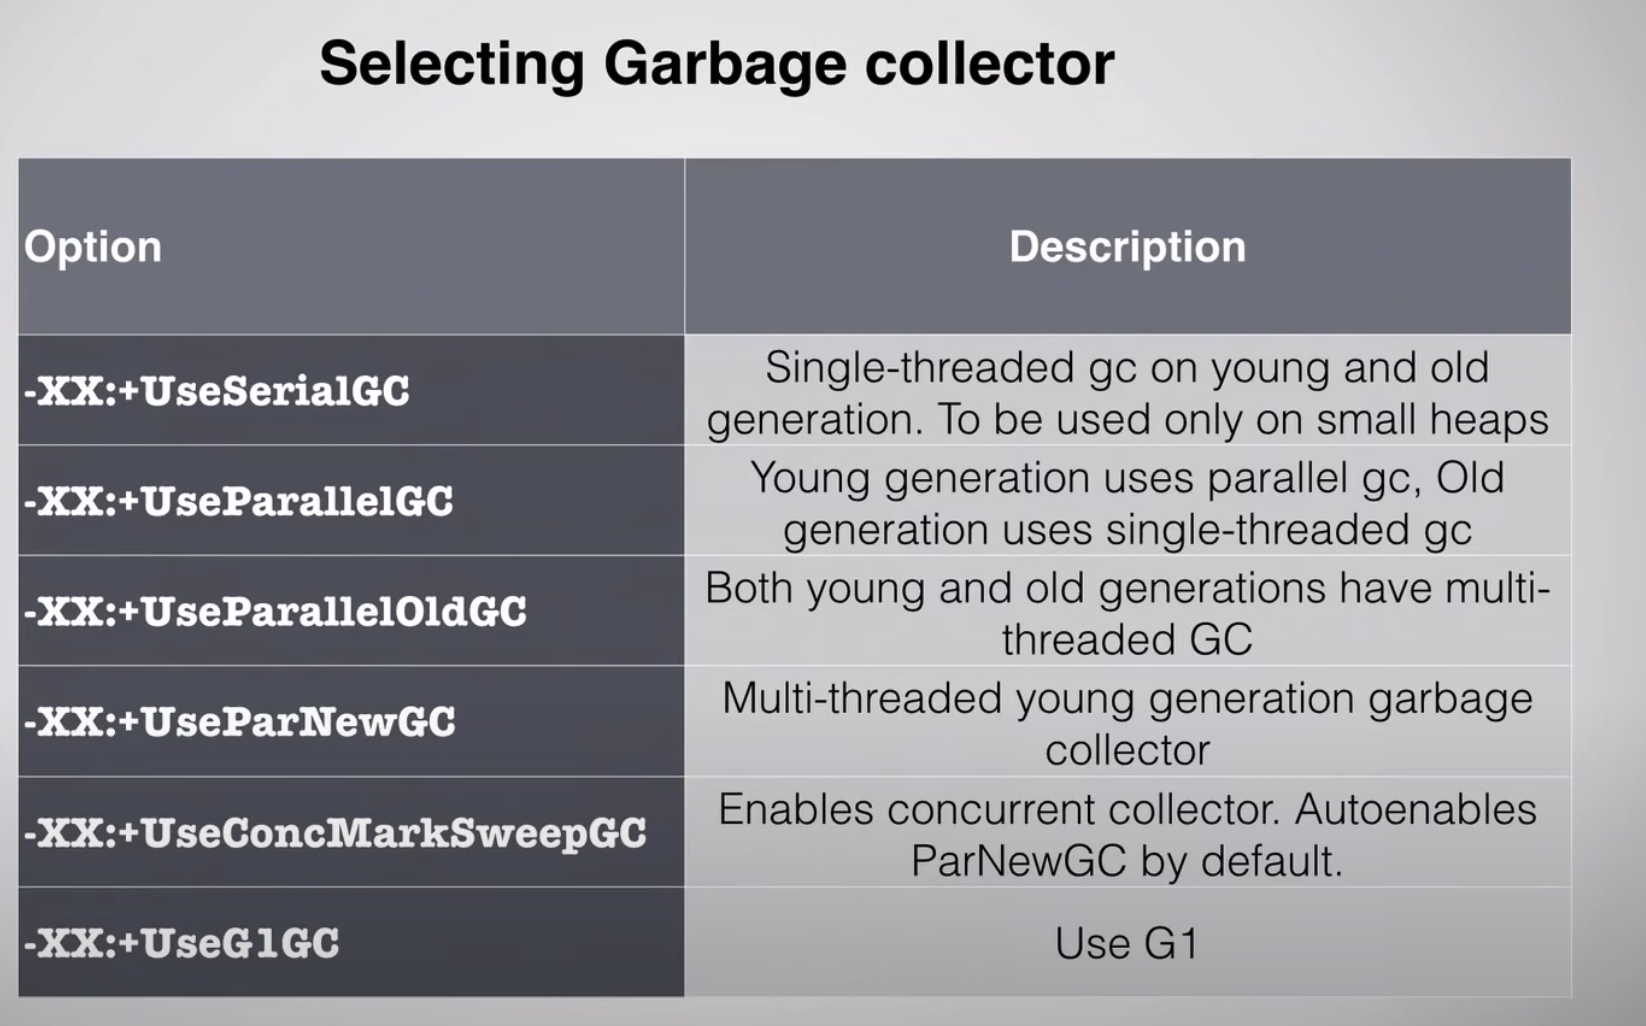 Selecting Garbage collector
Option
Description
-XX:+UseSerialGC
Single-threaded gc on young and old
generation. To be used only on small heaps
-XX:+UseParallelGC
Young generation uses parallel gc, Old
generation uses single-threaded gc
-XX:+UseParallelOldGC
Both young and old generations have multi-
threaded GC
-XX:+UseParNewGC
Multi-threaded young generation garbage
collector
-XX:+UseConcMarkSweepGC
Enables concurrent collector. Autoenables
ParNewGC by default.
-XX:+UseG1GC
Use G1